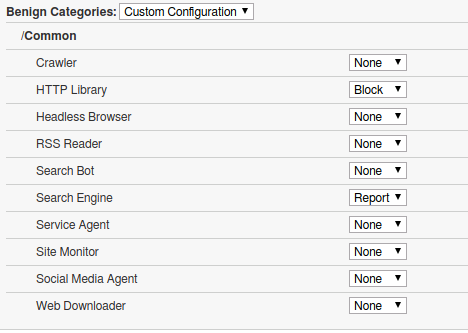 Benign Categories: Custom Configuration
/Common
Crawler None
HTTP Library Block
Headless Browser None
RSS Reader None
Search Bot None
Search Engine Report
Service Agent None
Site Monitor None
Social Media Agent None
Web Downloader None